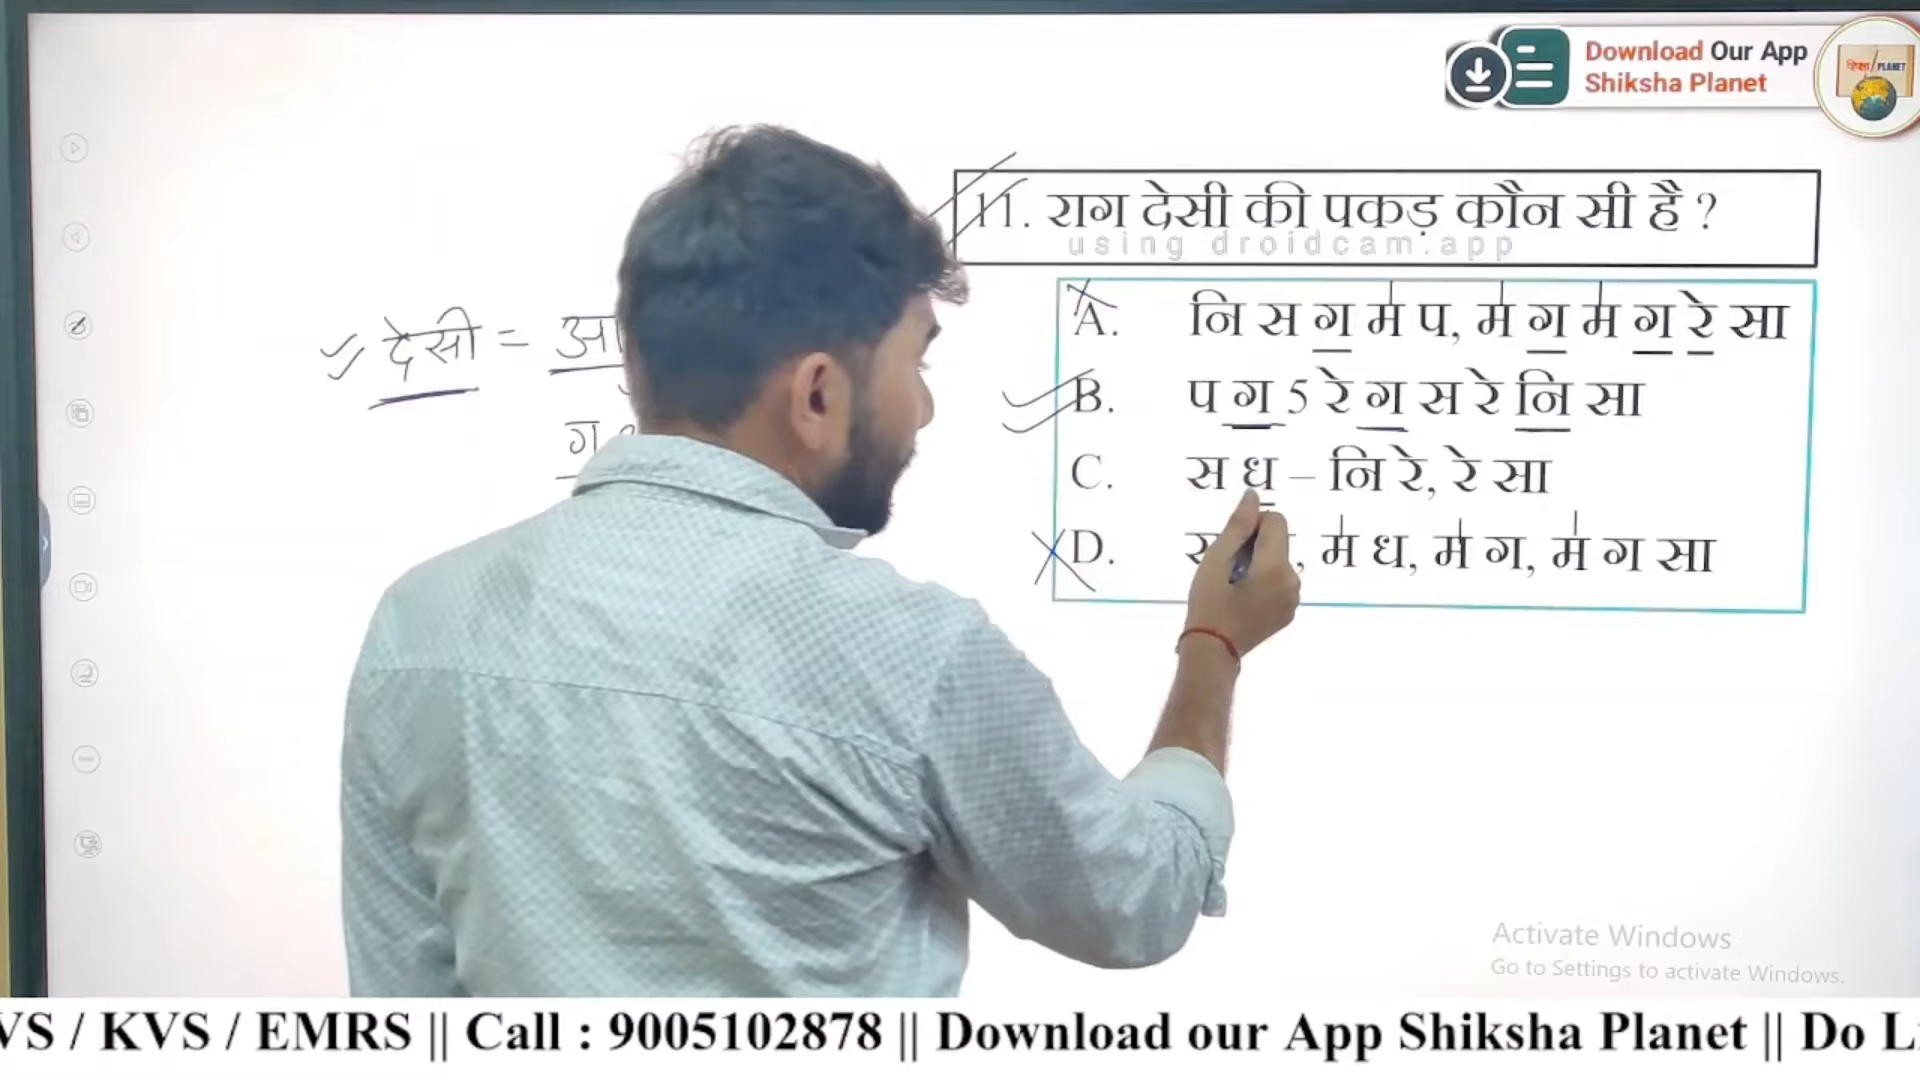 Download Our App
Shiksha Planet
शिक्षा PLANET
11. राग देसी की पकड़ कौन सी है ?
using droidcam.app
A. नि स ग॒ म॑ प, म॑ ग॒ म॑ ग॒ रे॒ सा
B. प ग॒ 5 रे ग॒ स रे नि॒ सा
C. स ध॒ – नि रे, रे सा
D. म॑ ध, म॑ ग, म॑ ग सा
देसी =
ग॒
Activate Windows
Go to Settings to activate Windows.
VS / KVS / EMRS || Call : 9005102878 || Download our App Shiksha Planet || Do